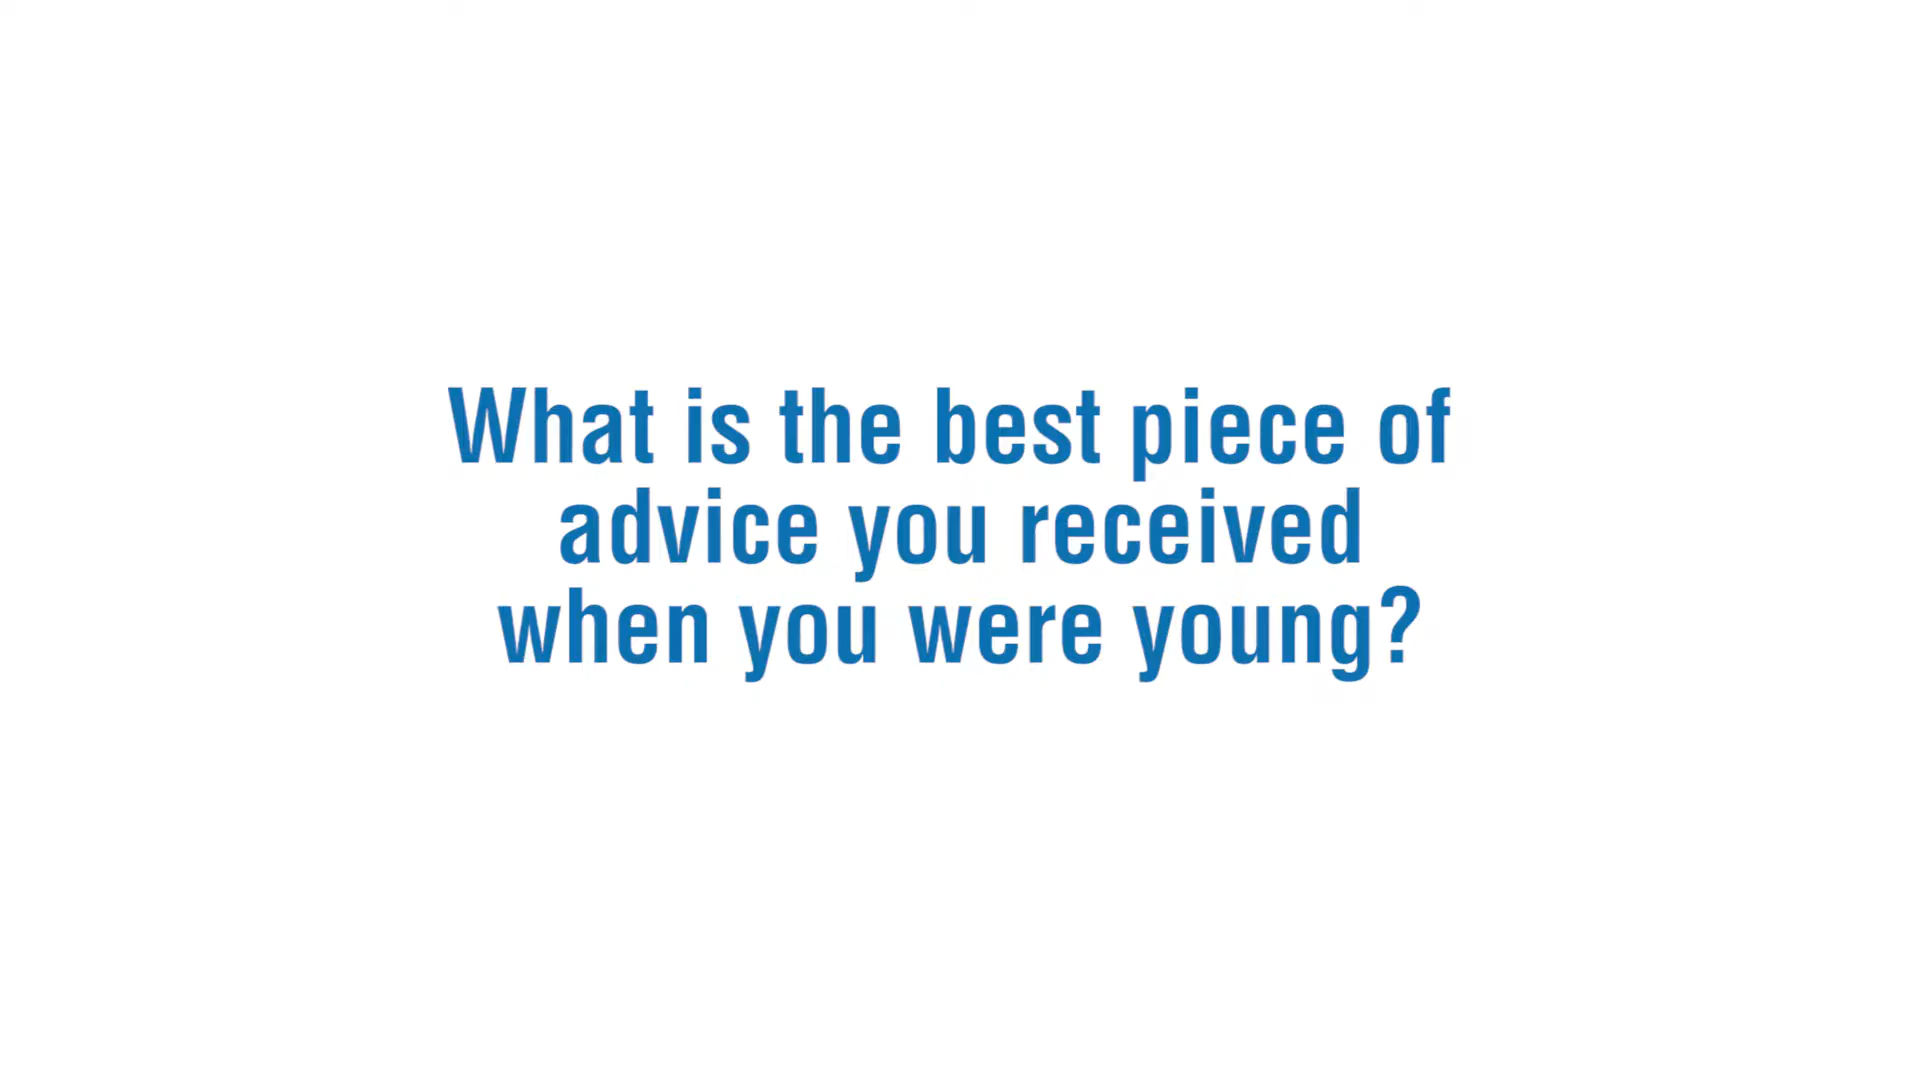 What is the best piece of
advice you received
when you were young?